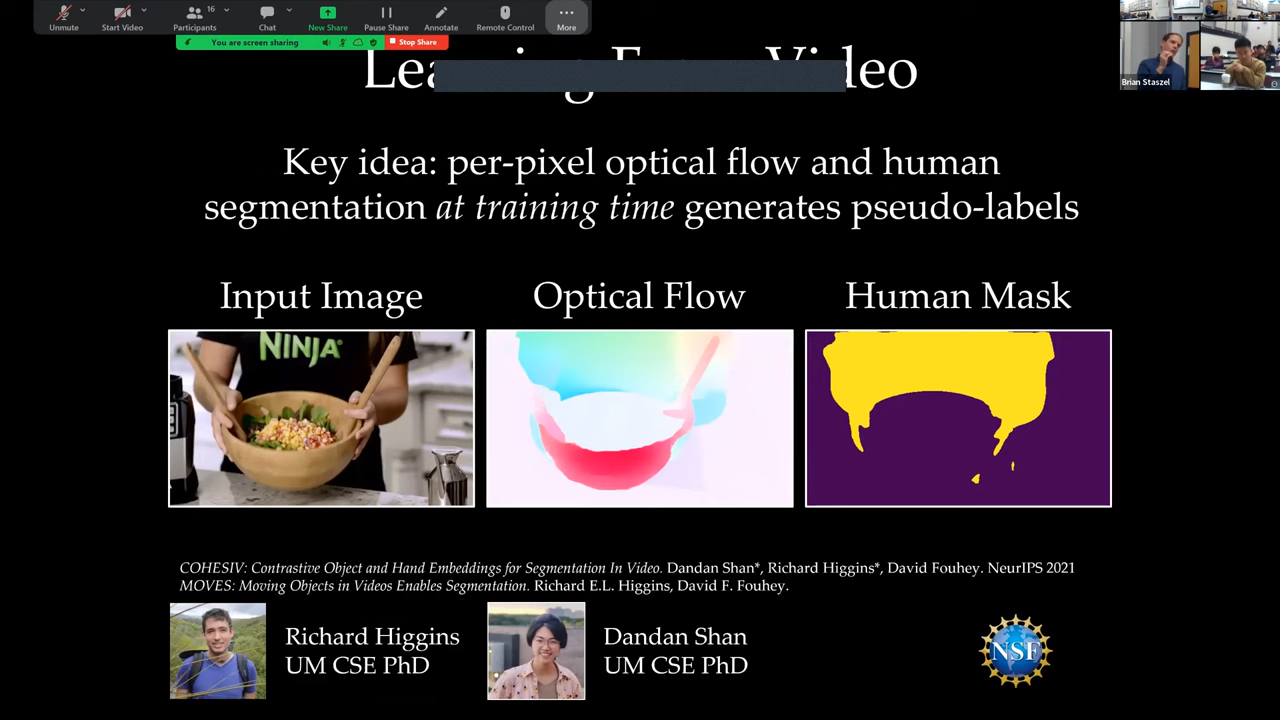 Unmute
Start Video
Participants
16
Chat
New Share
Pause Share
Annotate
Remote Control
More
You are screen sharing
Stop Share
Brian Staszel
Video
Key idea: per-pixel optical flow and human
segmentation at training time generates pseudo-labels
Input Image
Optical Flow
Human Mask
NINJA
COHESIV: Contrastive Object and Hand Embeddings for Segmentation In Video. Dandan Shan*, Richard Higgins*, David Fouhey. NeurIPS 2021
MOVES: Moving Objects in Videos Enables Segmentation. Richard E.L. Higgins, David F. Fouhey.
Richard Higgins
UM CSE PhD
Dandan Shan
UM CSE PhD
NSF